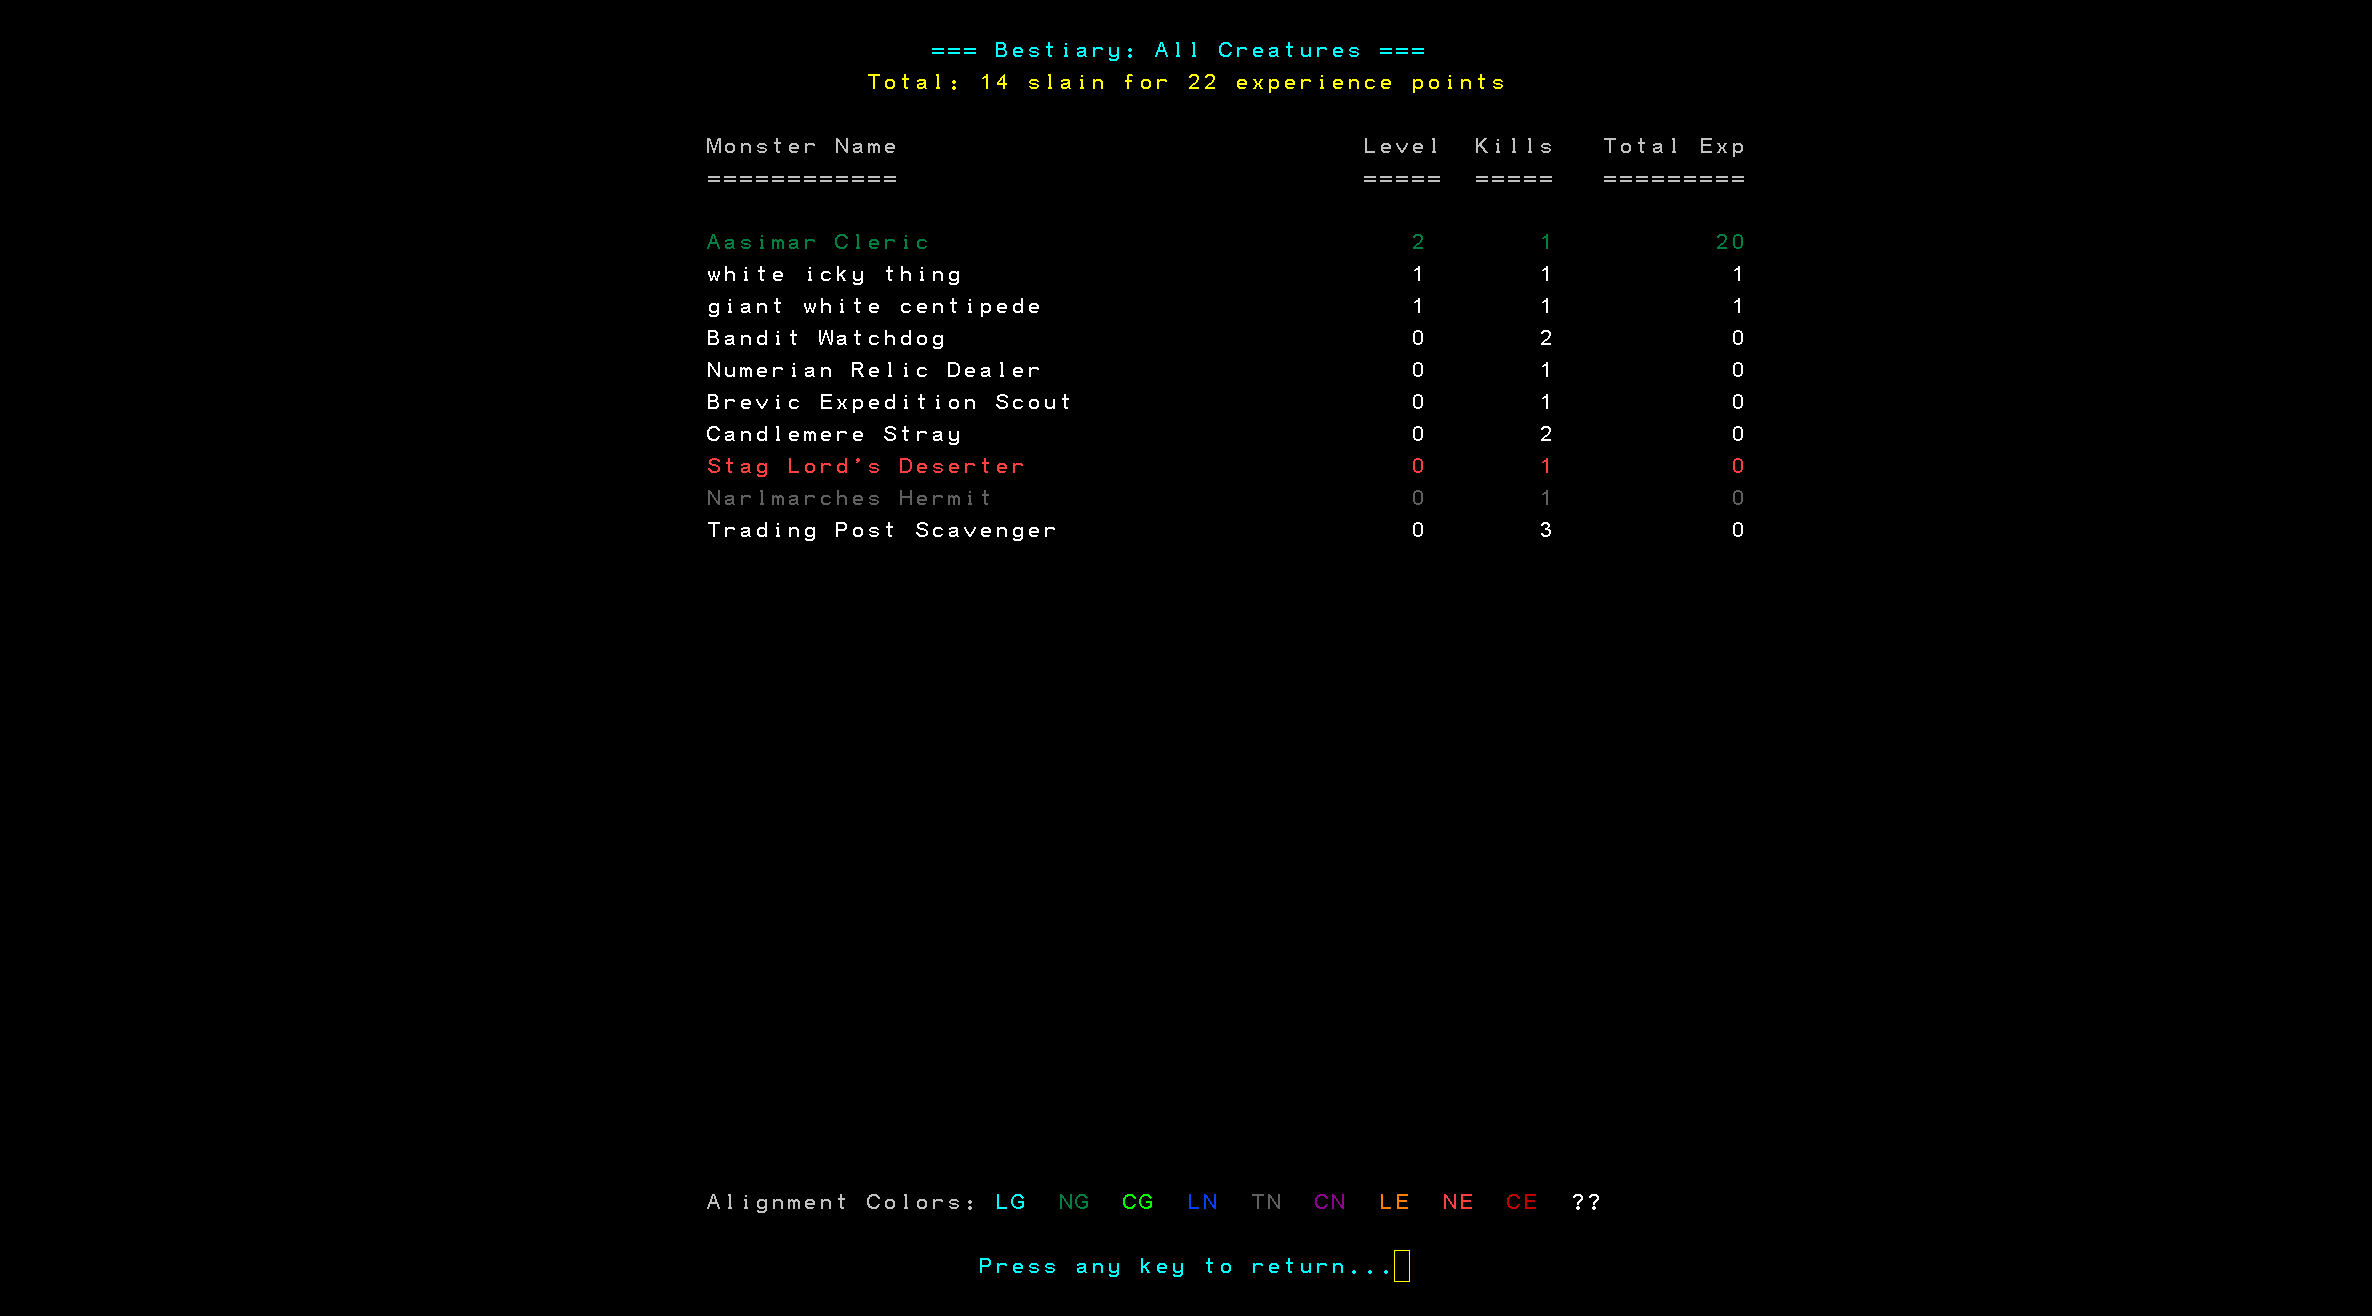 === Bestiary: All Creatures ===
Total: 14 slain for 22 experience points
Monster Name Level Kills Total Exp
============ ===== ===== =========
Aasimar Cleric 2 1 20
white icky thing 1 1 1
giant white centipede 1 1 1
Bandit Watchdog 0 2 0
Numerian Relic Dealer 0 1 0
Brevic Expedition Scout 0 1 0
Candlemere Stray 0 2 0
Stag Lord's Deserter 0 1 0
Narlmarches Hermit 0 1 0
Trading Post Scavenger 0 3 0
Alignment Colors: LG NG CG LN TN CN LE NE CE ??
Press any key to return...